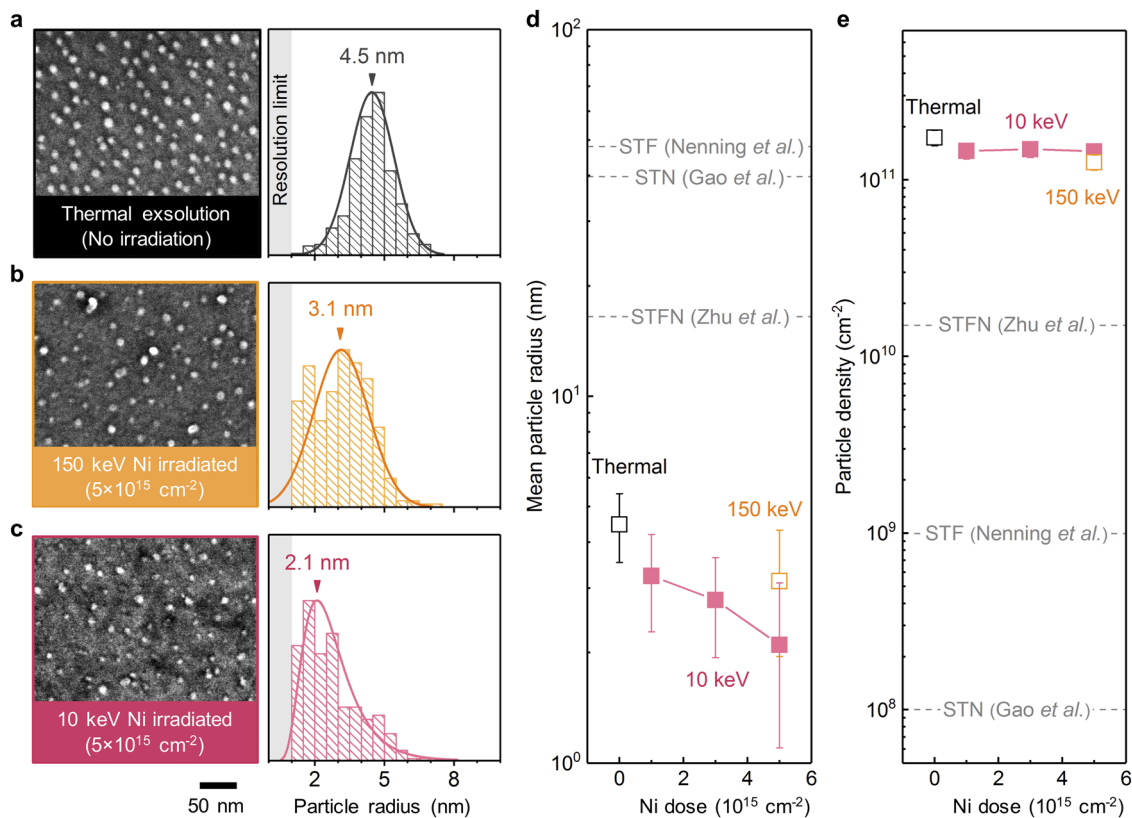 a
Thermal exsolution
(No irradiation)
Resolution limit
4.5 nm
b
150 keV Ni irradiated
(5×10¹⁵ cm⁻²)
3.1 nm
c
10 keV Ni irradiated
(5×10¹⁵ cm⁻²)
50 nm
2.1 nm
2 4 6 8
Particle radius (nm)
d
Mean particle radius (nm)
10²
10¹
10⁰
STF (Nenning et al.)
STN (Gao et al.)
STFN (Zhu et al.)
Thermal
150 keV
10 keV
0 2 4 6
Ni dose (10¹⁵ cm⁻²)
e
Particle density (cm⁻²)
10¹¹
10¹⁰
10⁹
10⁸
Thermal
10 keV
150 keV
STFN (Zhu et al.)
STF (Nenning et al.)
STN (Gao et al.)
0 2 4 6
Ni dose (10¹⁵ cm⁻²)